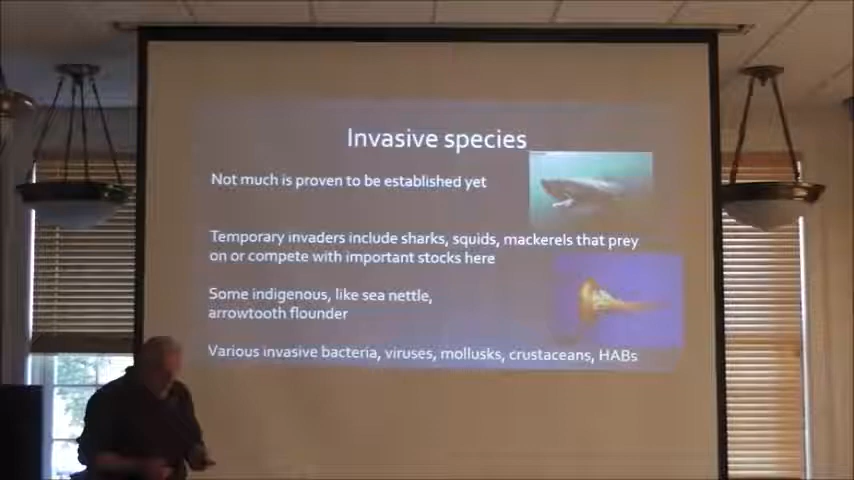 Invasive species
Not much is proven to be established yet
Temporary invaders include sharks, squids, mackerels that prey
on or compete with important stocks here
Some indigenous, like sea nettle,
arrowtooth flounder
Various invasive bacteria, viruses, mollusks, crustaceans, HABs